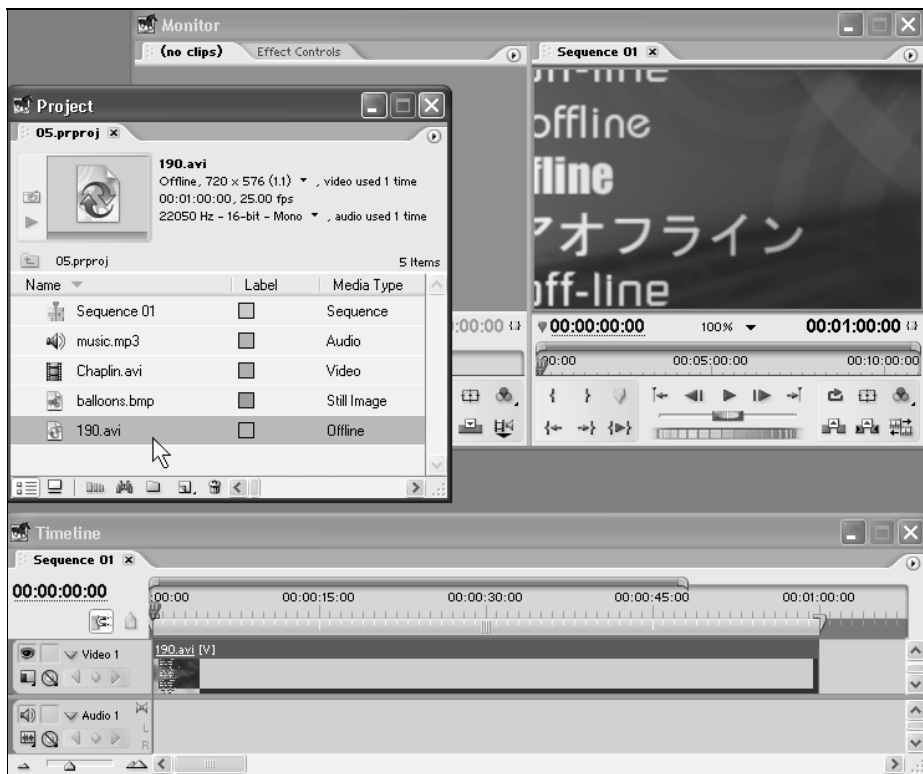 Monitor
(no clips) Effect Controls
Sequence 01
Project
05.prproj
190.avi
Offline, 720 x 576 (1.1) , video used 1 time
00:01:00:00, 25.00 fps
22050 Hz - 16-bit - Mono , audio used 1 time
05.prproj 5 Items
Name Label Media Type
Sequence 01 Sequence
music.mp3 Audio
Chaplin.avi Video
balloons.bmp Still Image
190.avi Offline
off-line
offline
fline
アオフライン
off-line
:00:00
00:00:00:00 100% 00:01:00:00
00:00 00:05:00:00 00:10:00:00
Timeline
Sequence 01
00:00:00:00
:00:00 00:00:15:00 00:00:30:00 00:00:45:00 00:01:00:00
Video 1
190.avi [V]
Audio 1
L
R